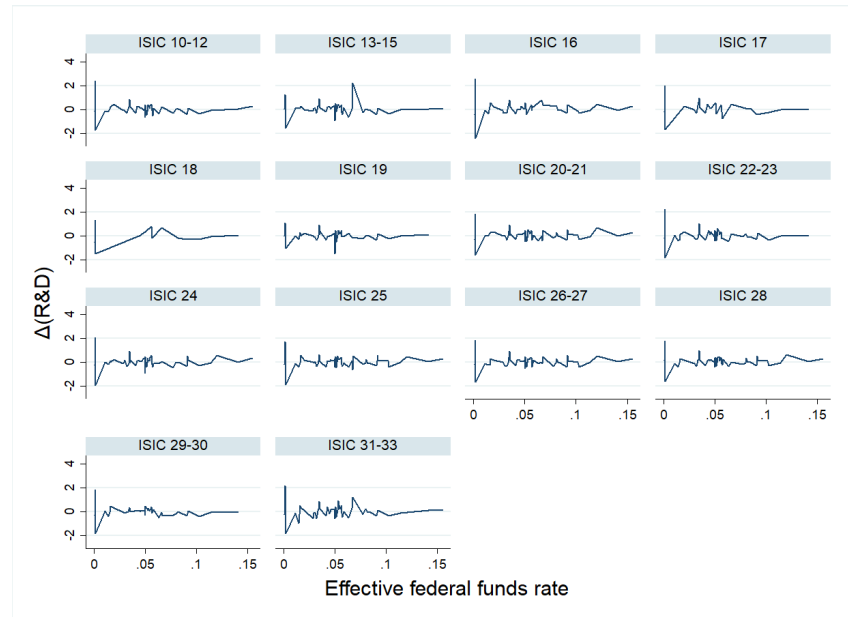 ISIC 10-12 ISIC 13-15 ISIC 16 ISIC 17
4
2
0
-2
ISIC 18 ISIC 19 ISIC 20-21 ISIC 22-23
4
2
0
-2
ISIC 24 ISIC 25 ISIC 26-27 ISIC 28
4
2
0
-2
0 .05 .1 .15 0 .05 .1 .15
ISIC 29-30 ISIC 31-33
4
2
0
-2
0 .05 .1 .15 0 .05 .1 .15
Δ(R&D)
Effective federal funds rate